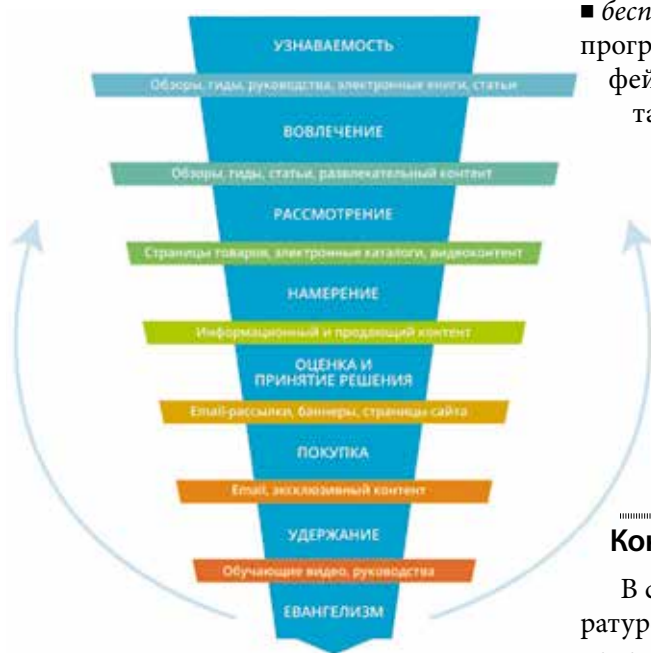 УЗНАВАЕМОСТЬ
Обзоры, гиды, руководства, электронные книги, статьи
ВОВЛЕЧЕНИЕ
Обзоры, гиды, статьи, развлекательный контент
РАССМОТРЕНИЕ
Страницы товаров, электронные каталоги, видеоконтент
НАМЕРЕНИЕ
Информационный и продающий контент
ОЦЕНКА И
ПРИНЯТИЕ РЕШЕНИЯ
Email-рассылки, баннеры, страницы сайта
ПОКУПКА
Email, эксклюзивный контент
УДЕРЖАНИЕ
Обучающие видео, руководства
ЕВАНГЕЛИЗМ
■ бесп
прогр
фей
та
Кон
В с
ратур